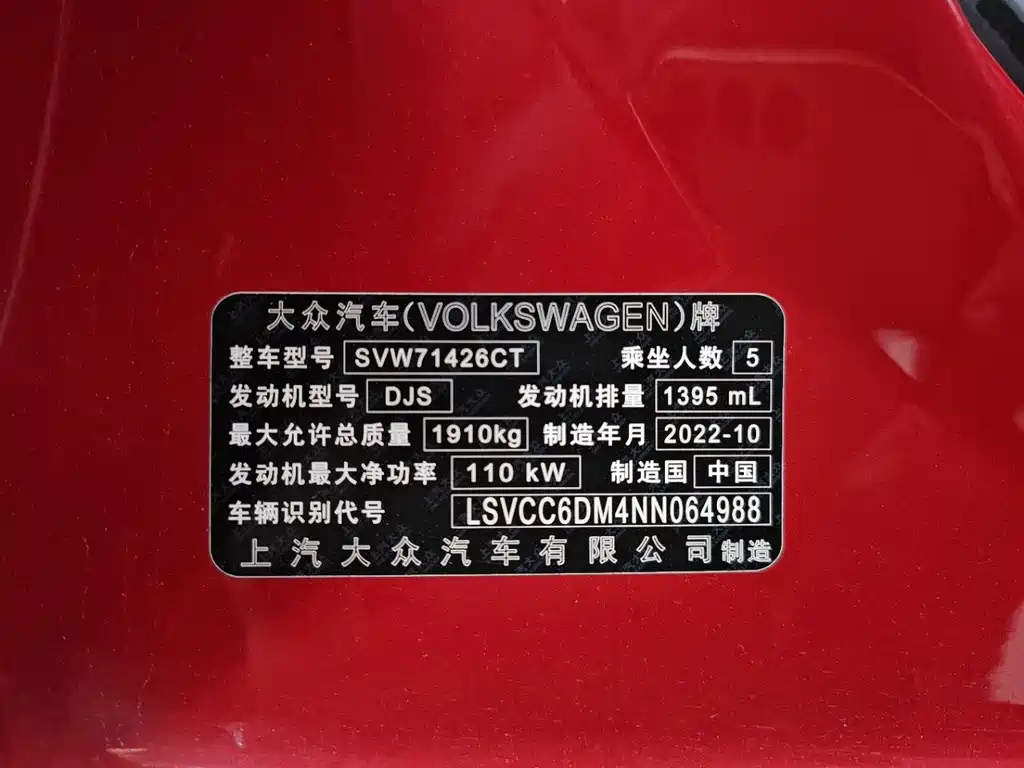 大众汽车(VOLKSWAGEN)牌
整车型号 SVW71426CT 乘坐人数 5
发动机型号 DJS 发动机排量 1395 mL
最大允许总质量 1910kg 制造年月 2022-10
发动机最大净功率 110 kW 制造国 中国
车辆识别代号 LSVCC6DM4NN064988
上汽大众汽车有限公司制造